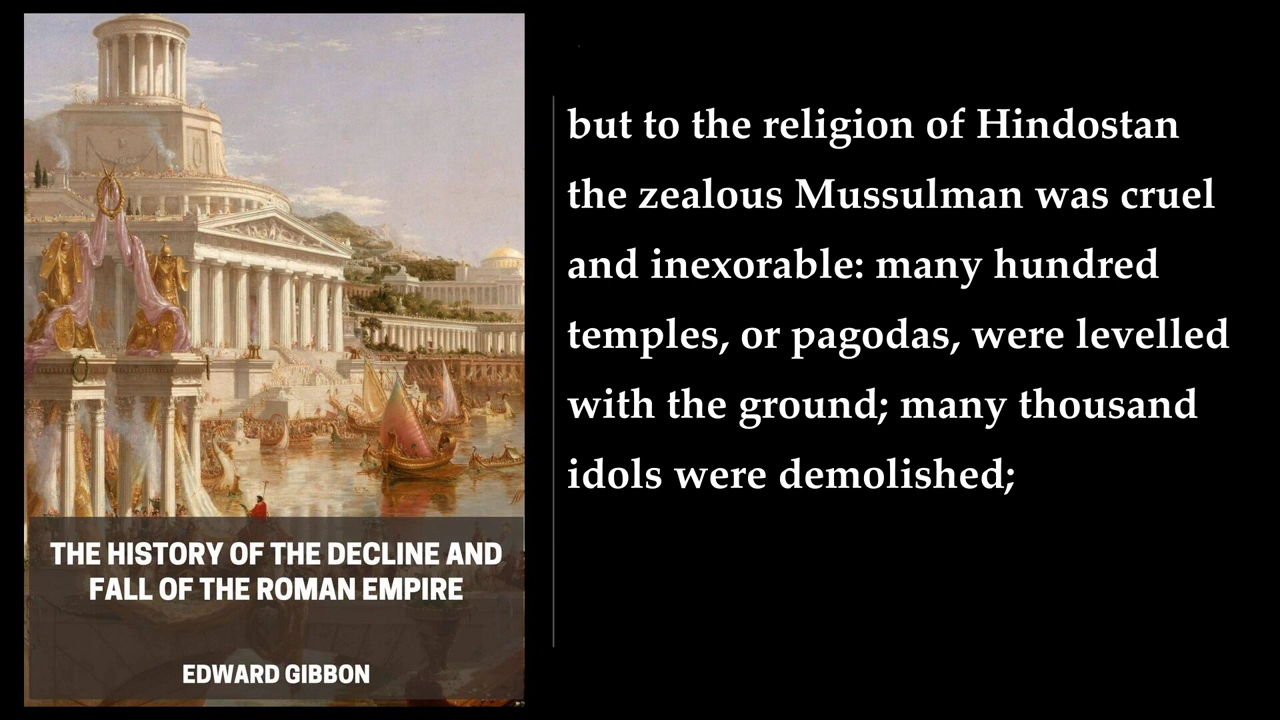 THE HISTORY OF THE DECLINE AND
FALL OF THE ROMAN EMPIRE
EDWARD GIBBON
but to the religion of Hindostan
the zealous Mussulman was cruel
and inexorable: many hundred
temples, or pagodas, were levelled
with the ground; many thousand
idols were demolished;